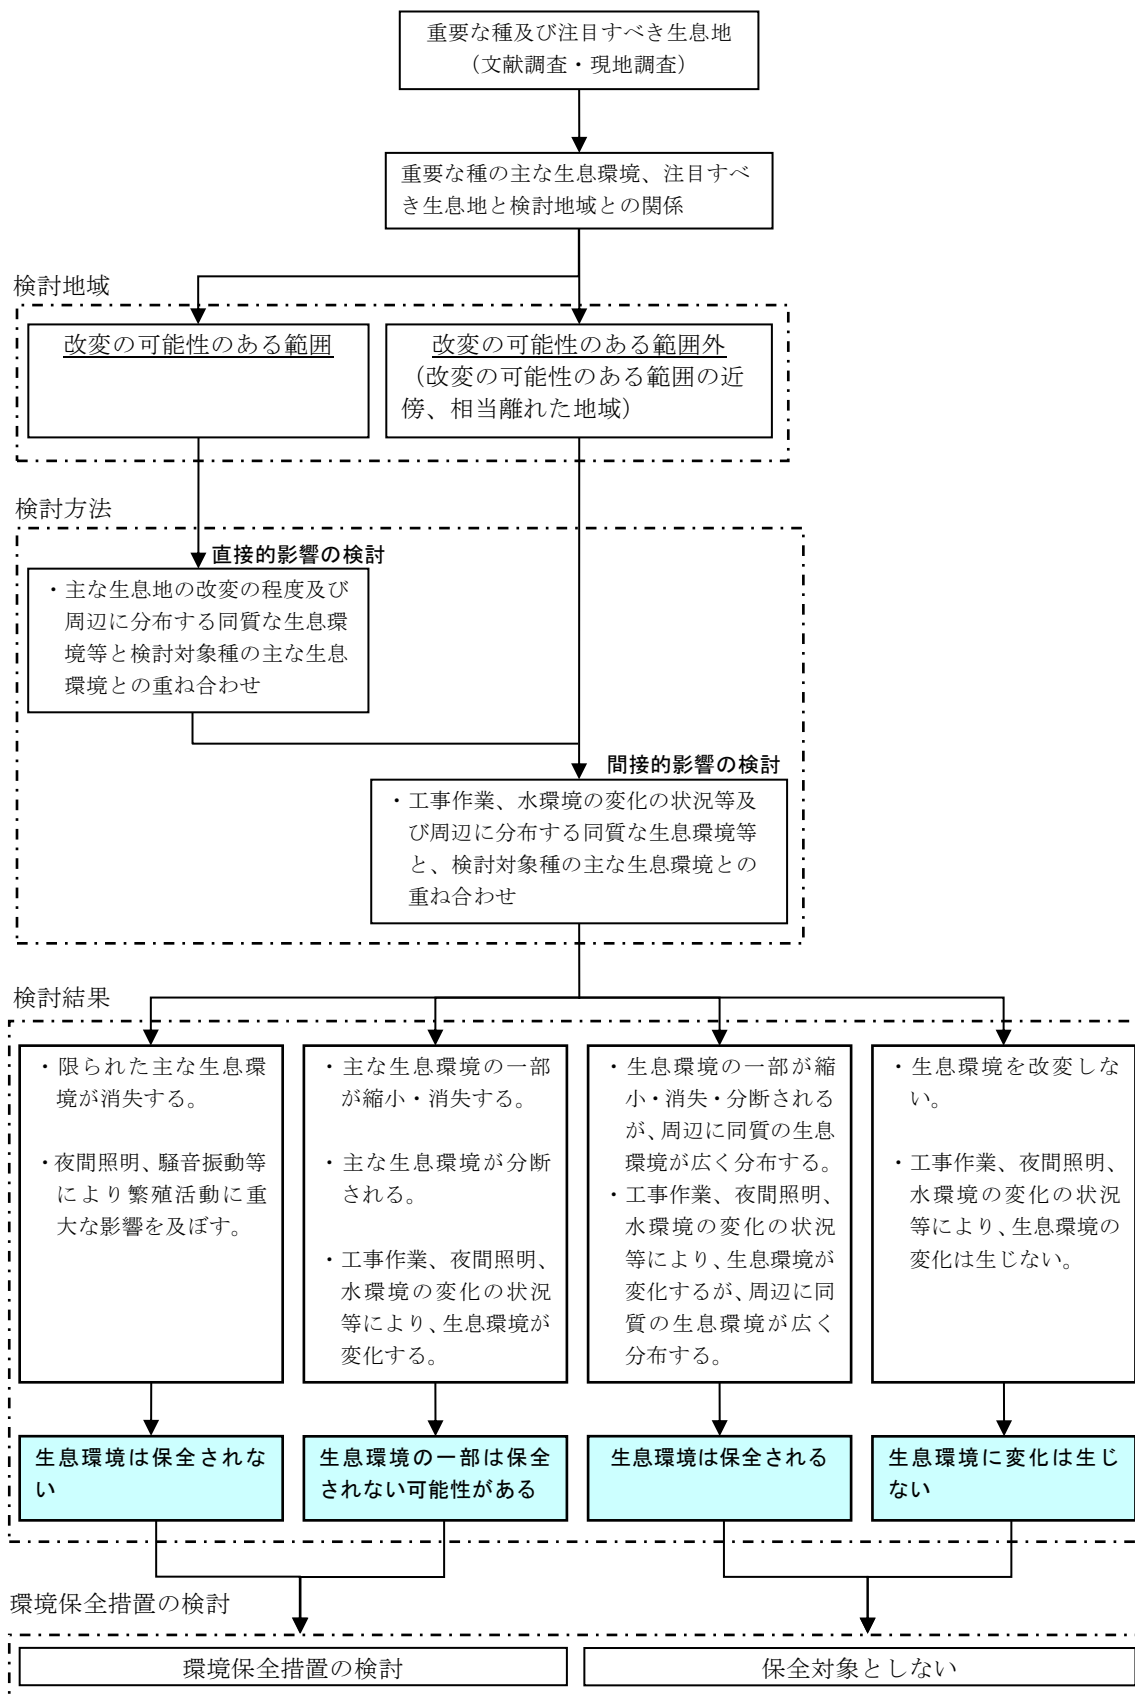 重要な種及び注目すべき生息地
（文献調査・現地調査）
重要な種の主な生息環境、注目すべ
き生息地と検討地域との関係
検討地域
改変の可能性のある範囲
改変の可能性のある範囲外
（改変の可能性のある範囲の近
傍、相当離れた地域）
検討方法
直接的影響の検討
・主な生息地の改変の程度及び
周辺に分布する同質な生息環
境等と検討対象種の主な生息
環境との重ね合わせ
間接的影響の検討
・工事作業、水環境の変化の状況等及
び周辺に分布する同質な生息環境等
と、検討対象種の主な生息環境との
重ね合わせ
検討結果
・限られた主な生息環
境が消失する。
・夜間照明、騒音振動等
により繁殖活動に重
大な影響を及ぼす。
・主な生息環境の一部
が縮小・消失する。
・主な生息環境が分断
される。
・工事作業、夜間照明、
水環境の変化の状況
等により、生息環境が
変化する。
・生息環境の一部が縮
小・消失・分断される
が、周辺に同質の生息
環境が広く分布する。
・工事作業、夜間照明、
水環境の変化の状況
等により、生息環境が
変化するが、周辺に同
質の生息環境が広く
分布する。
・生息環境を改変しな
い。
・工事作業、夜間照明、
水環境の変化の状況
等により、生息環境の
変化は生じない。
生息環境は保全されな
い
生息環境の一部は保全
されない可能性がある
生息環境は保全される
生息環境に変化は生じ
ない
環境保全措置の検討
環境保全措置の検討
保全対象としない